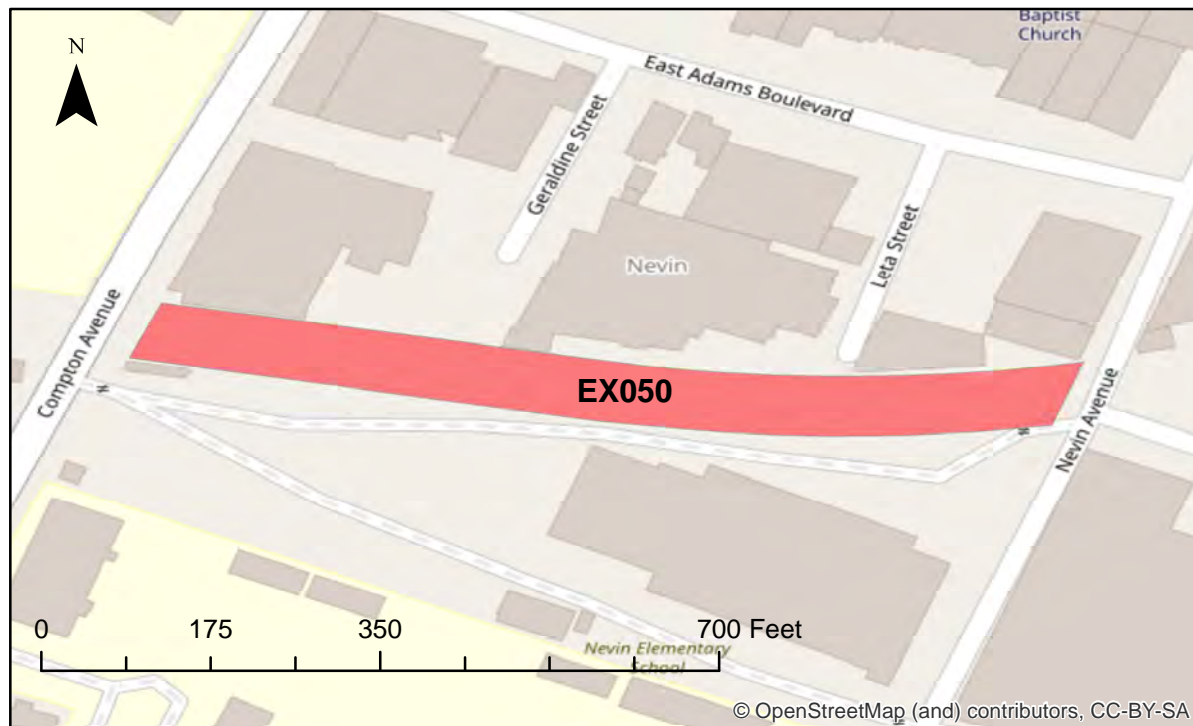 Baptist
Church
N
East Adams Boulevard
Geraldine Street
Leta Street
Nevin
Compton Avenue
EX050
Nevin Avenue
0 175 350 700 Feet
Nevin Elementary
School
© OpenStreetMap (and) contributors, CC-BY-SA